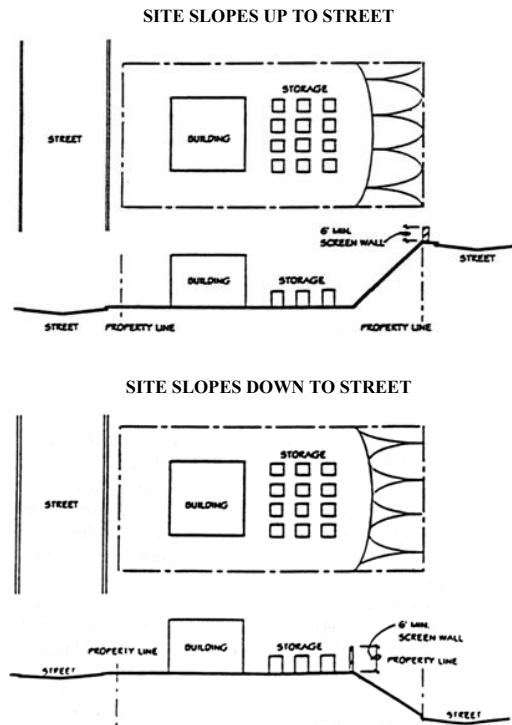 SITE SLOPES UP TO STREET
STORAGE
STREET
BUILDING
6' MIN.
SCREEN WALL
STREET
BUILDING
STORAGE
STREET
PROPERTY LINE
PROPERTY LINE
SITE SLOPES DOWN TO STREET
STORAGE
STREET
BUILDING
6' MIN.
SCREEN WALL
PROPERTY LINE
BUILDING
STORAGE
PROPERTY LINE
STREET
STREET